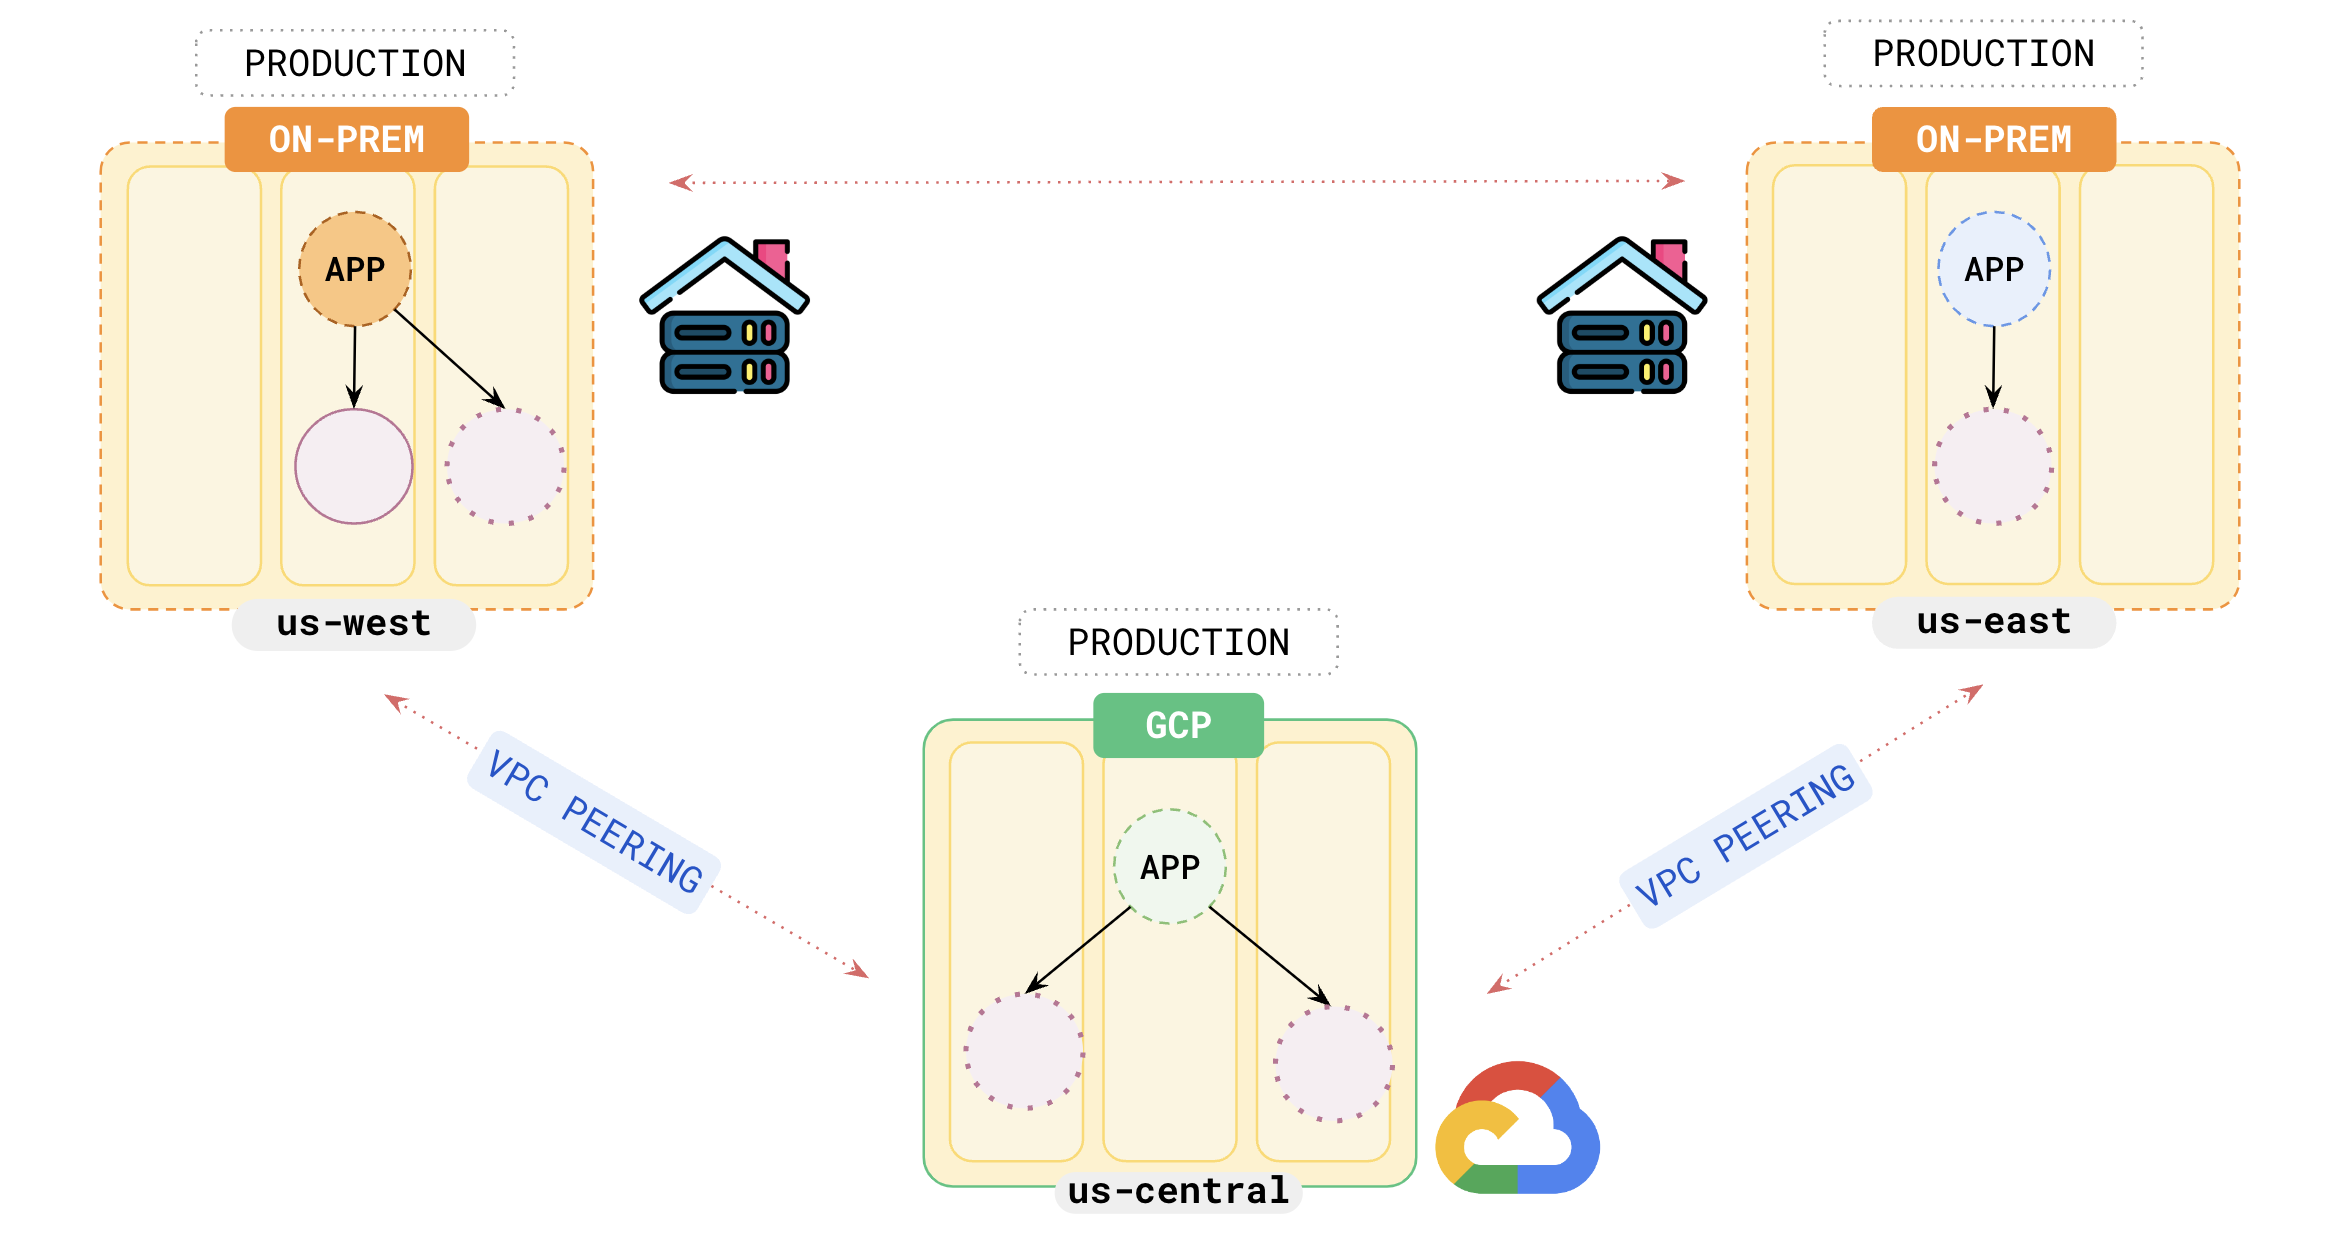 PRODUCTION
ON-PREM
APP
us-west
PRODUCTION
ON-PREM
APP
us-east
VPC PEERING
VPC PEERING
PRODUCTION
GCP
APP
us-central